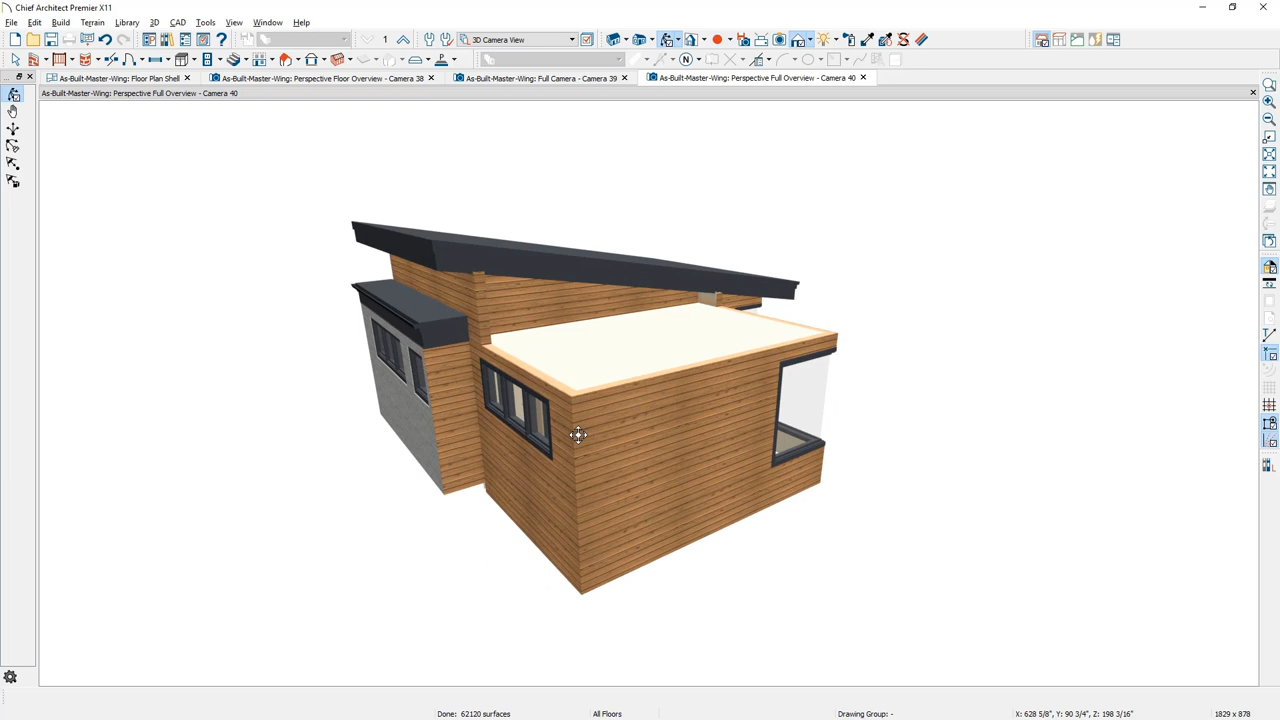 Chief Architect Premier X11
File Edit Build Terrain Library 3D CAD Tools View Window Help
1 3D Camera View N
P N
As-Built-Master-Wing: Floor Plan Shell As-Built-Master-Wing: Perspective Floor Overview - Camera 38 As-Built-Master-Wing: Full Camera - Camera 39 As-Built-Master-Wing: Perspective Full Overview - Camera 40
As-Built-Master-Wing: Perspective Full Overview - Camera 40
Done: 62120 surfaces All Floors Drawing Group: - X: 628 5/8", Y: 90 3/4", Z: 198 3/16" 1829 x 878